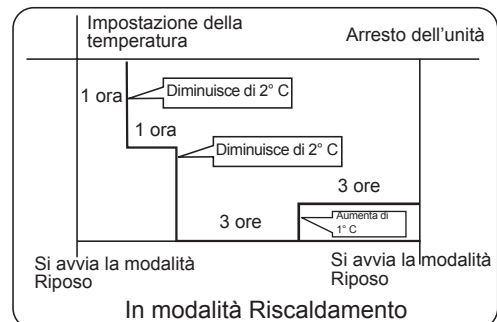 Impostazione della
temperatura
Arresto dell'unità
1 ora
Diminuisce di 2° C
1 ora
Diminuisce di 2° C
3 ore
3 ore
Aumenta di
1° C
Si avvia la modalità
Riposo
Si avvia la modalità
Riposo
In modalità Riscaldamento